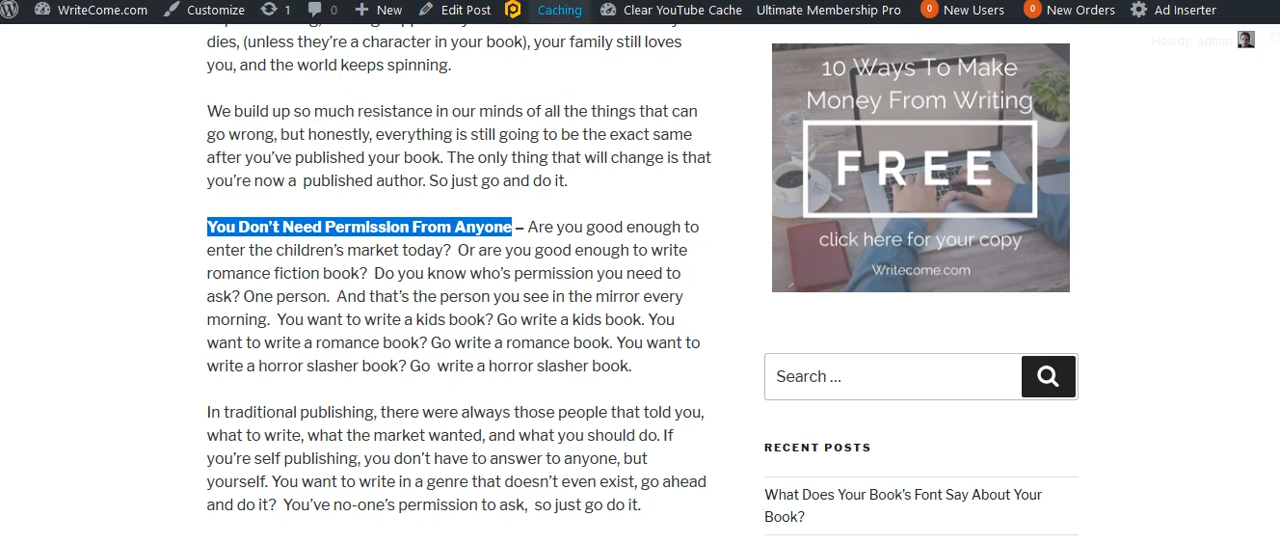 WriteCome.com Customize 1 0 New Edit Post Caching Clear YouTube Cache Ultimate Membership Pro 0 New Users 0 New Orders Ad Inserter
Howdy, admin
dies, (unless they're a character in your book), your family still loves
you, and the world keeps spinning.
We build up so much resistance in our minds of all the things that can
go wrong, but honestly, everything is still going to be the exact same
after you've published your book. The only thing that will change is that
you're now a  published author. So just go and do it.
You Don't Need Permission From Anyone – Are you good enough to
enter the children's market today?  Or are you good enough to write
romance fiction book?  Do you know who's permission you need to
ask? One person.  And that's the person you see in the mirror every
morning.  You want to write a kids book? Go write a kids book. You
want to write a romance book? Go write a romance book. You want to
write a horror slasher book? Go  write a horror slasher book.
In traditional publishing, there were always those people that told you,
what to write, what the market wanted, and what you should do. If
you're self publishing, you don't have to answer to anyone, but
yourself. You want to write in a genre that doesn't even exist, go ahead
and do it?  You've no-one's permission to ask,  so just go do it.
10 Ways To Make
Money From Writing
FREE
click here for your copy
Writecome.com
Search …
RECENT POSTS
What Does Your Book's Font Say About Your
Book?